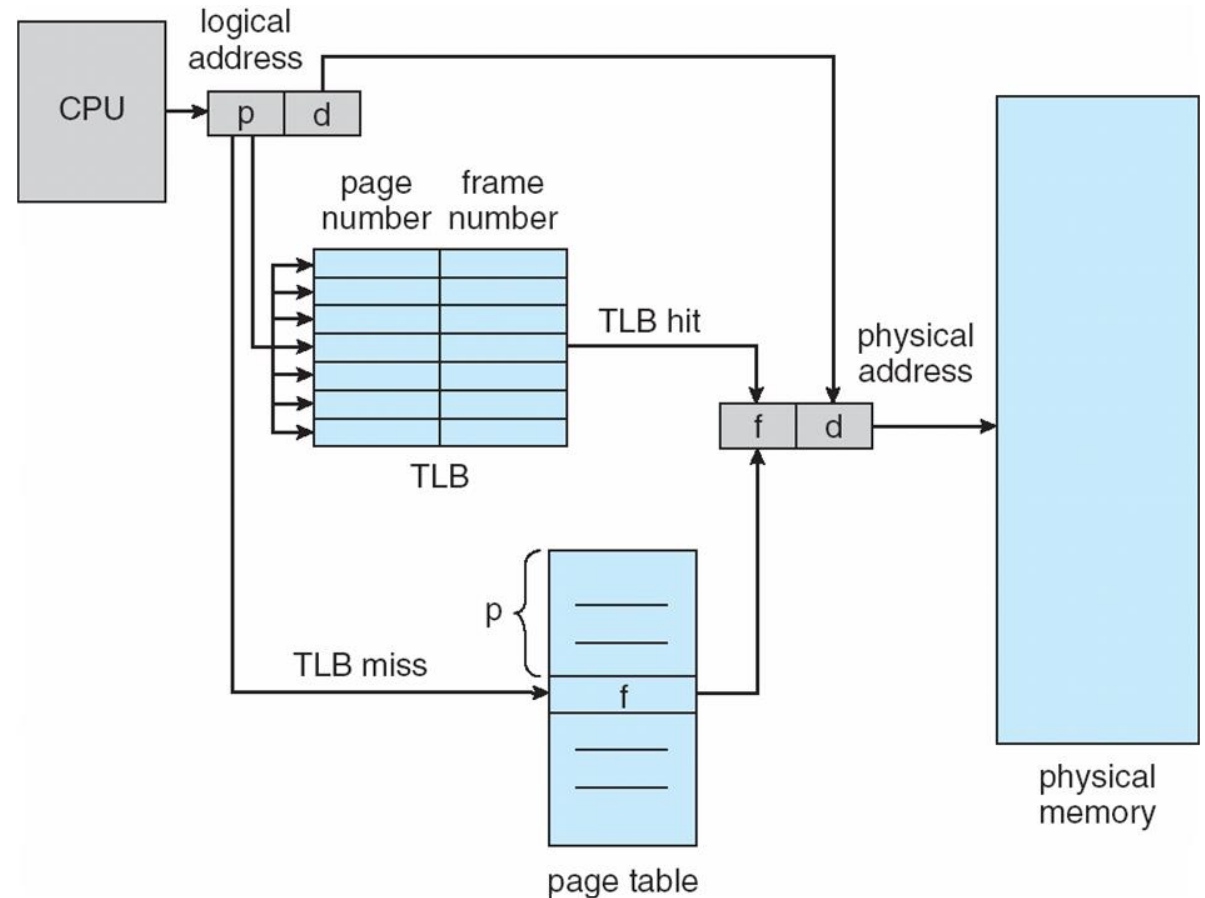 logical
address
CPU
p
d
page
number
frame
number
TLB hit
physical
address
f
d
TLB
p
TLB miss
f
physical
memory
page table